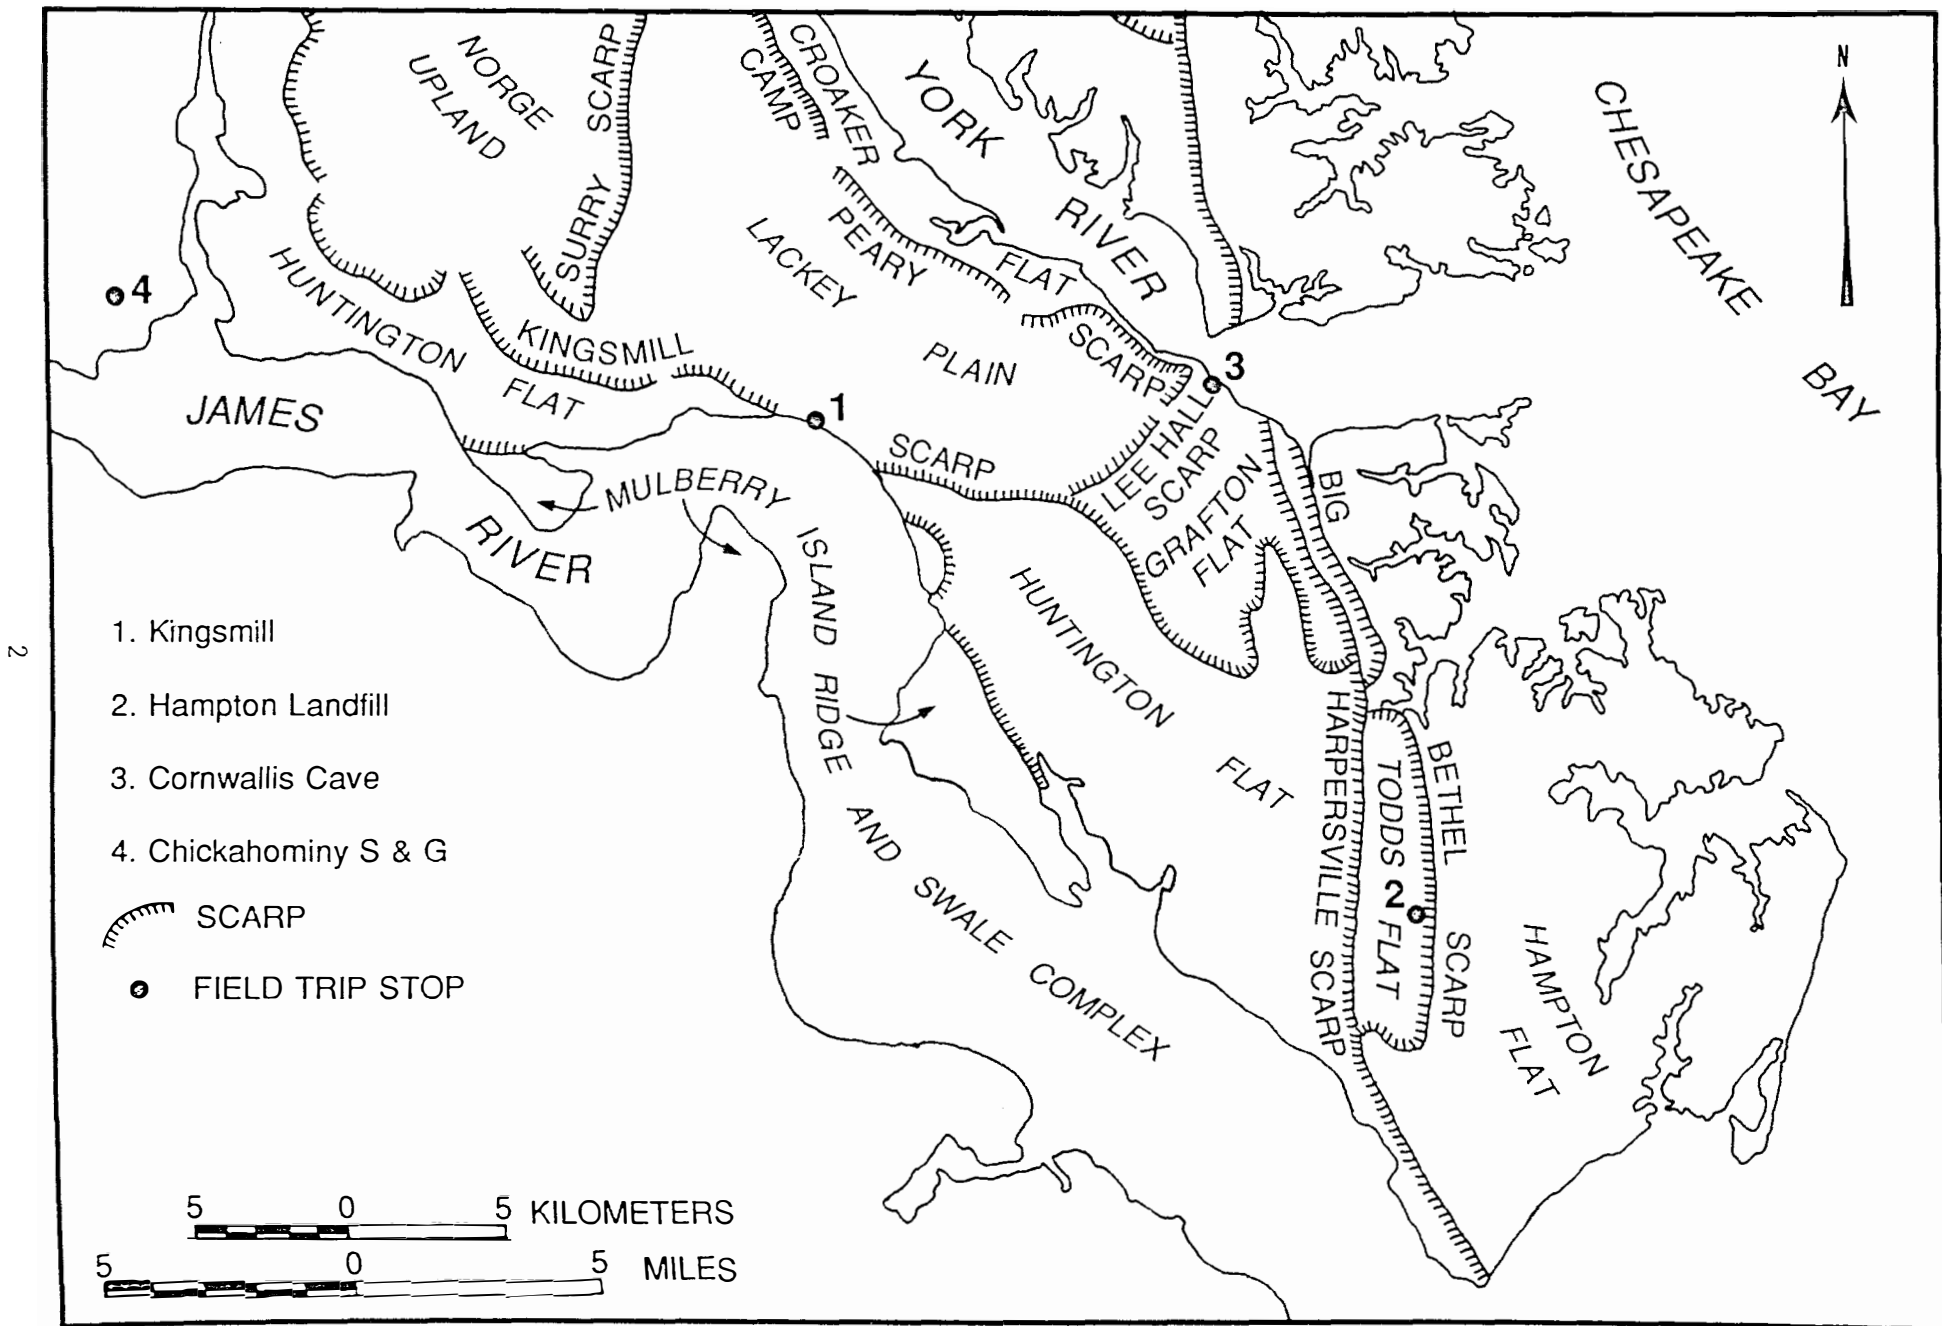 NORGE
UPLAND
SURRY SCARP
CAMP
PEARY
SCARP
CROAKER
FLAT
YORK
RIVER
CHESAPEAKE
BAY
N
4
HUNTINGTON
FLAT
KINGSMILL
SCARP
LACKEY
PLAIN
3
1
JAMES
RIVER
LEE HALL
SCARP
GRAFTON
FLAT
BIG
BETHEL
SCARP
MULBERRY
ISLAND
RIDGE
AND
SWALE
COMPLEX
HUNTINGTON
FLAT
HARPERSVILLE SCARP
TODDS
FLAT
2
HAMPTON
FLAT
1. Kingsmill
2. Hampton Landfill
3. Cornwallis Cave
4. Chickahominy S & G
SCARP
FIELD TRIP STOP
5 0 5 KILOMETERS
5 0 5 MILES
2